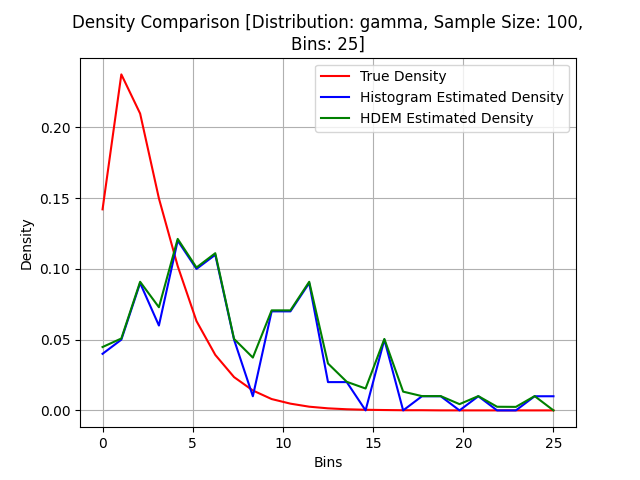 Density Comparison [Distribution: gamma, Sample Size: 100,
Bins: 25]
True Density
Histogram Estimated Density
HDEM Estimated Density
Density
0.20
0.15
0.10
0.05
0.00
0 5 10 15 20 25
Bins